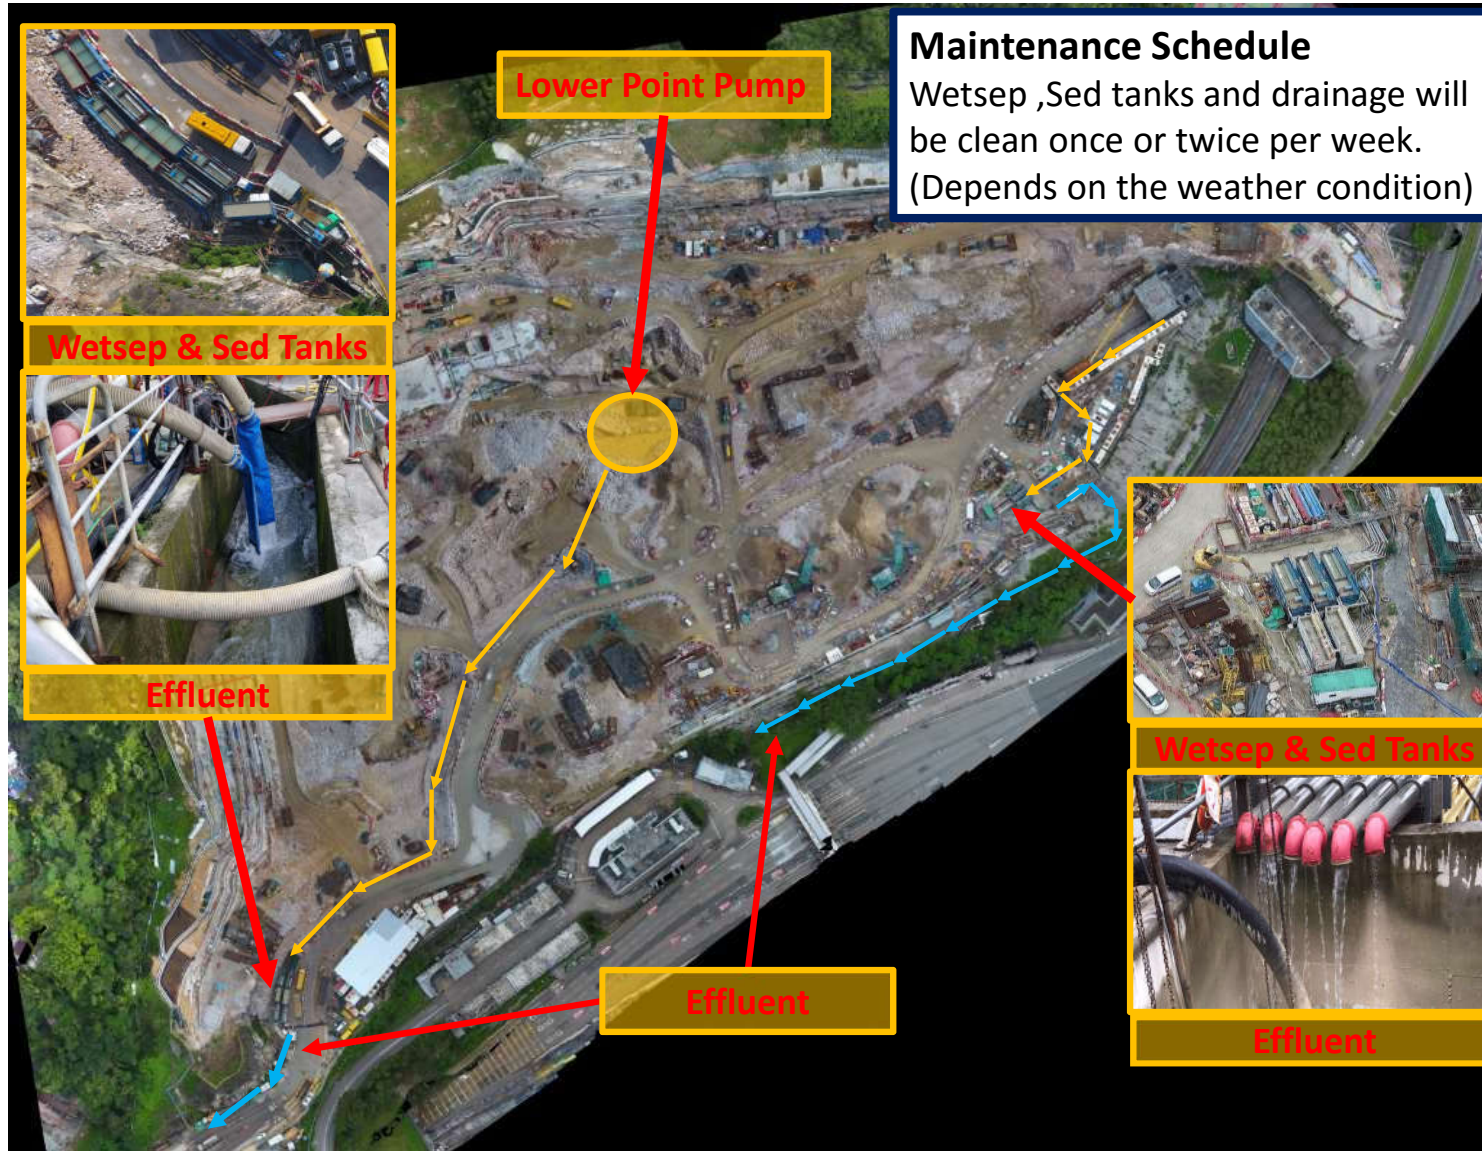 Maintenance Schedule
Wetsep ,Sed tanks and drainage will
be clean once or twice per week.
(Depends on the weather condition)
Lower Point Pump
Wetsep & Sed Tanks
Effluent
Wetsep & Sed Tanks
Effluent
Effluent